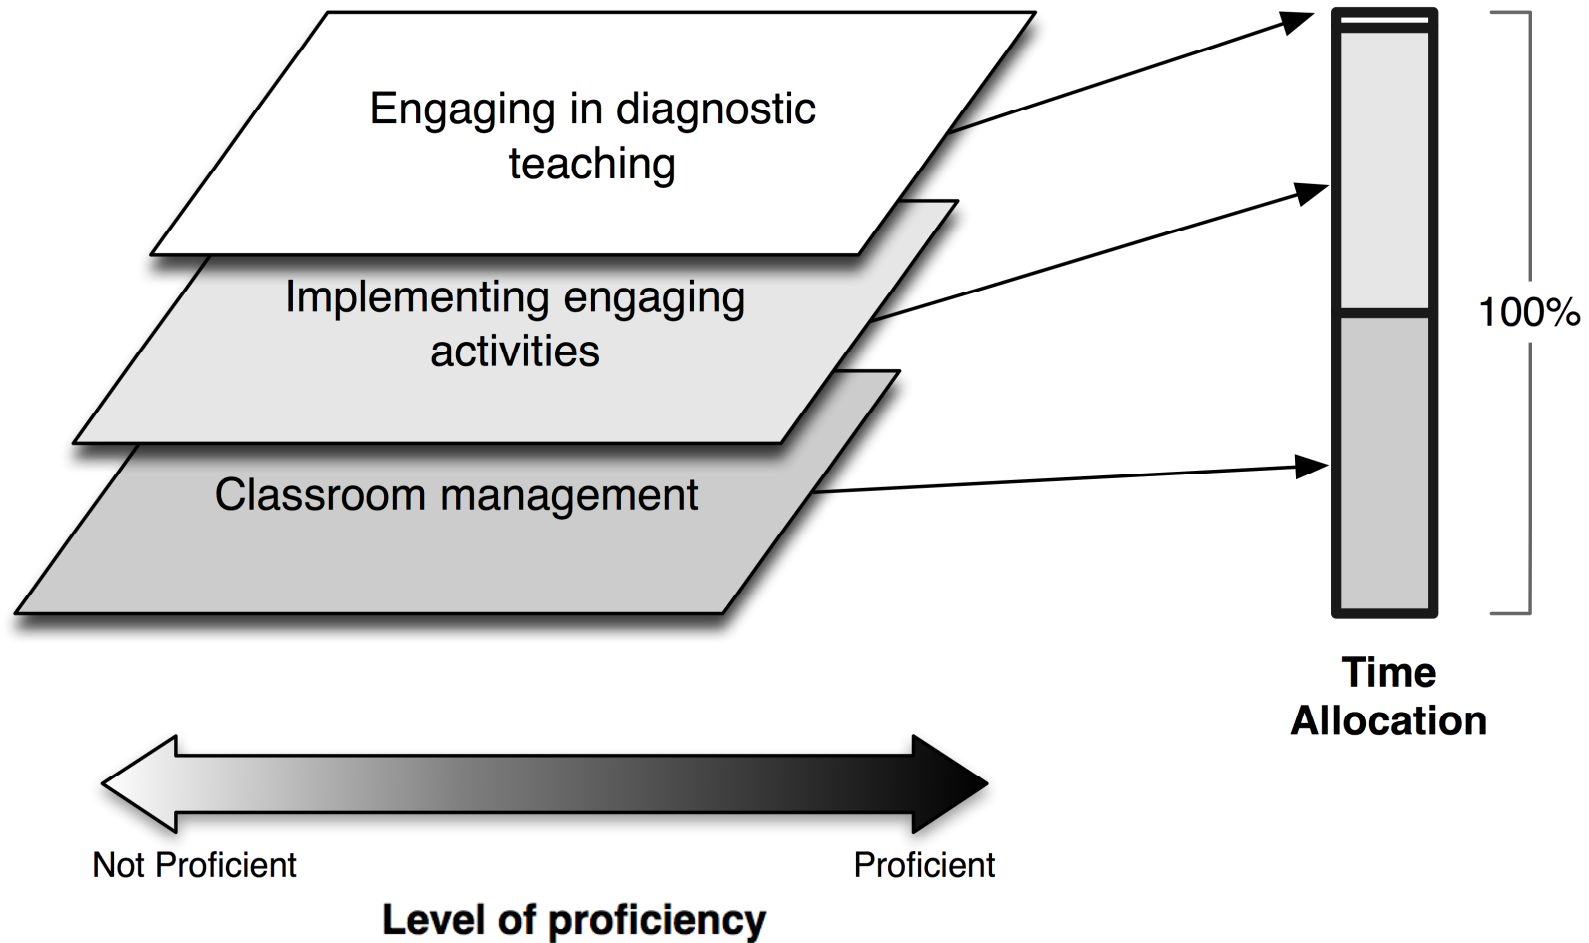 Engaging in diagnostic
teaching
Implementing engaging
activities
Classroom management
100%
Time
Allocation
Not Proficient
Proficient
Level of proficiency